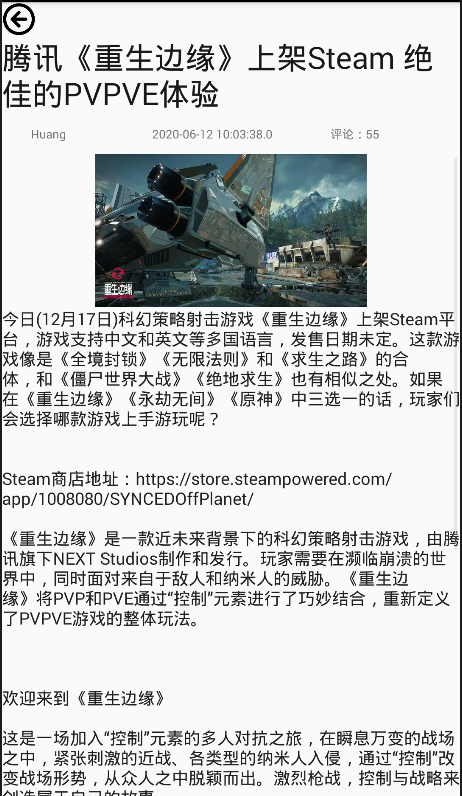 腾讯《重生边缘》上架Steam 绝
佳的PVPVE体验
Huang 2020-06-12 10:03:38.0 评论：55
重生边缘
今日(12月17日)科幻策略射击游戏《重生边缘》上架Steam平
台，游戏支持中文和英文等多国语言，发售日期未定。这款游
戏像是《全境封锁》《无限法则》和《求生之路》的合
体，和《僵尸世界大战》《绝地求生》也有相似之处。如果
在《重生边缘》《永劫无间》《原神》中三选一的话，玩家们
会选择哪款游戏上手游玩呢？
Steam商店地址：https://store.steampowered.com/
app/1008080/SYNCEDOffPlanet/
《重生边缘》是一款近未来背景下的科幻策略射击游戏，由腾
讯旗下NEXT Studios制作和发行。玩家需要在濒临崩溃的世
界中，同时面对来自于敌人和纳米人的威胁。《重生边
缘》将PVP和PVE通过“控制”元素进行了巧妙结合，重新定义
了PVPVE游戏的整体玩法。
欢迎来到《重生边缘》
这是一场加入“控制”元素的多人对抗之旅，在瞬息万变的战场
之中，紧张刺激的近战、各类型的纳米人入侵，通过“控制”改
变战场形势，从众人之中脱颖而出。激烈枪战，控制与战略来
创造属于自己的故事